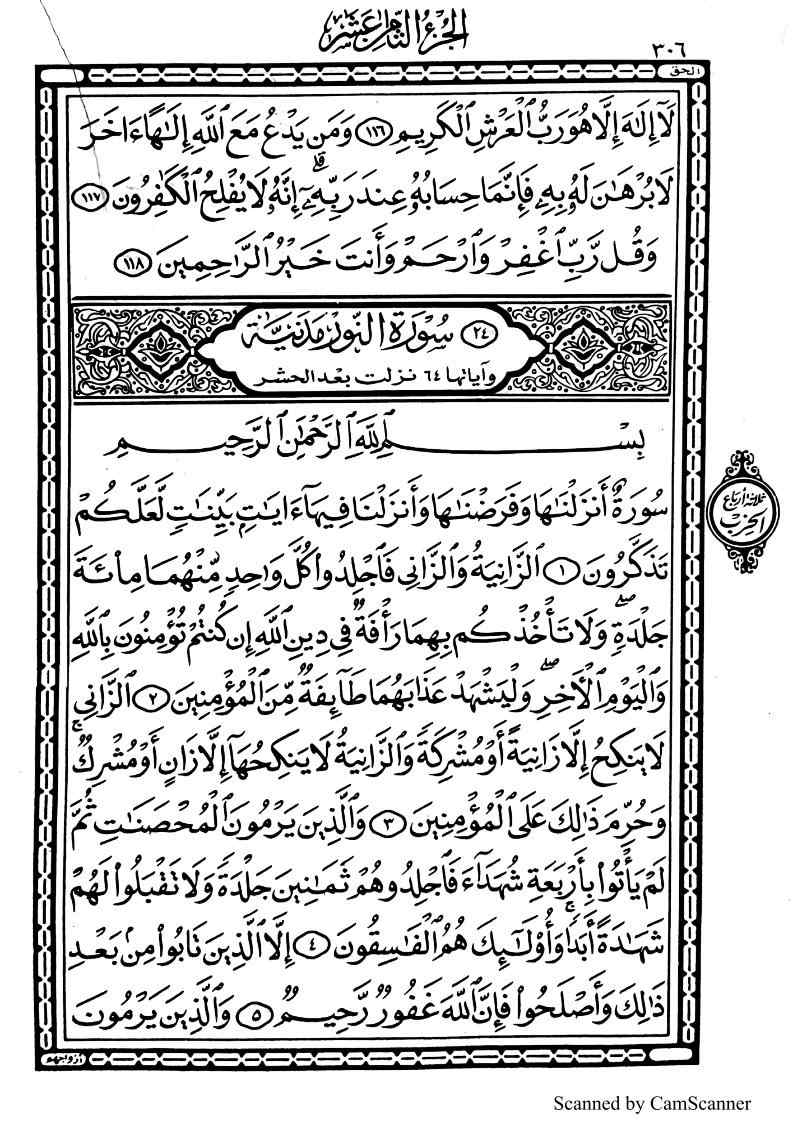 الجزء الثامن عشر
٣٠٦
الحق
لَآ إِلَٰهَ إِلَّا هُوَ رَبُّ ٱلْعَرْشِ ٱلْكَرِيمِ ١١٦ وَمَن يَدْعُ مَعَ ٱللَّهِ إِلَٰهًا ءَاخَرَ
لَا بُرْهَٰنَ لَهُۥ بِهِۦ فَإِنَّمَا حِسَابُهُۥ عِندَ رَبِّهِۦٓ ۚ إِنَّهُۥ لَا يُفْلِحُ ٱلْكَٰفِرُونَ ١١٧
وَقُل رَّبِّ ٱغْفِرْ وَٱرْحَمْ وَأَنتَ خَيْرُ ٱلرَّاحِمِينَ ١١٨
٢٤ سُورَة النُّور مَدَنِيَّة
وآياتها ٦٤ نزلت بعد الحشر
بِسْمِ ٱللَّهِ ٱلرَّحْمَٰنِ ٱلرَّحِيمِ
سُورَةٌ أَنزَلْنَٰهَا وَفَرَضْنَٰهَا وَأَنزَلْنَا فِيهَآ ءَايَٰتٍۭ بَيِّنَٰتٍ لَّعَلَّكُمْ
تَذَكَّرُونَ ١ ٱلزَّانِيَةُ وَٱلزَّانِي فَٱجْلِدُوا۟ كُلَّ وَاحِدٍ مِّنْهُمَا مِا۟ئَةَ
جَلْدَةٍ ۖ وَلَا تَأْخُذْكُم بِهِمَا رَأْفَةٌ فِي دِينِ ٱللَّهِ إِن كُنتُمْ تُؤْمِنُونَ بِٱللَّهِ
وَٱلْيَوْمِ ٱلْأٓخِرِ ۖ وَلْيَشْهَدْ عَذَابَهُمَا طَآئِفَةٌ مِّنَ ٱلْمُؤْمِنِينَ ٢ ٱلزَّانِي
لَا يَنكِحُ إِلَّا زَانِيَةً أَوْ مُشْرِكَةً وَٱلزَّانِيَةُ لَا يَنكِحُهَآ إِلَّا زَانٍ أَوْ مُشْرِكٌ ۚ
وَحُرِّمَ ذَٰلِكَ عَلَى ٱلْمُؤْمِنِينَ ٣ وَٱلَّذِينَ يَرْمُونَ ٱلْمُحْصَنَٰتِ ثُمَّ
لَمْ يَأْتُوا۟ بِأَرْبَعَةِ شُهَدَآءَ فَٱجْلِدُوهُمْ ثَمَٰنِينَ جَلْدَةً وَلَا تَقْبَلُوا۟ لَهُمْ
شَهَٰدَةً أَبَدًا ۚ وَأُو۟لَٰٓئِكَ هُمُ ٱلْفَٰسِقُونَ ٤ إِلَّا ٱلَّذِينَ تَابُوا۟ مِنۢ بَعْدِ
ذَٰلِكَ وَأَصْلَحُوا۟ فَإِنَّ ٱللَّهَ غَفُورٌ رَّحِيمٌ ٥ وَٱلَّذِينَ يَرْمُونَ
ثلاثة أرباع
الحزب
أزواجهم
Scanned by CamScanner